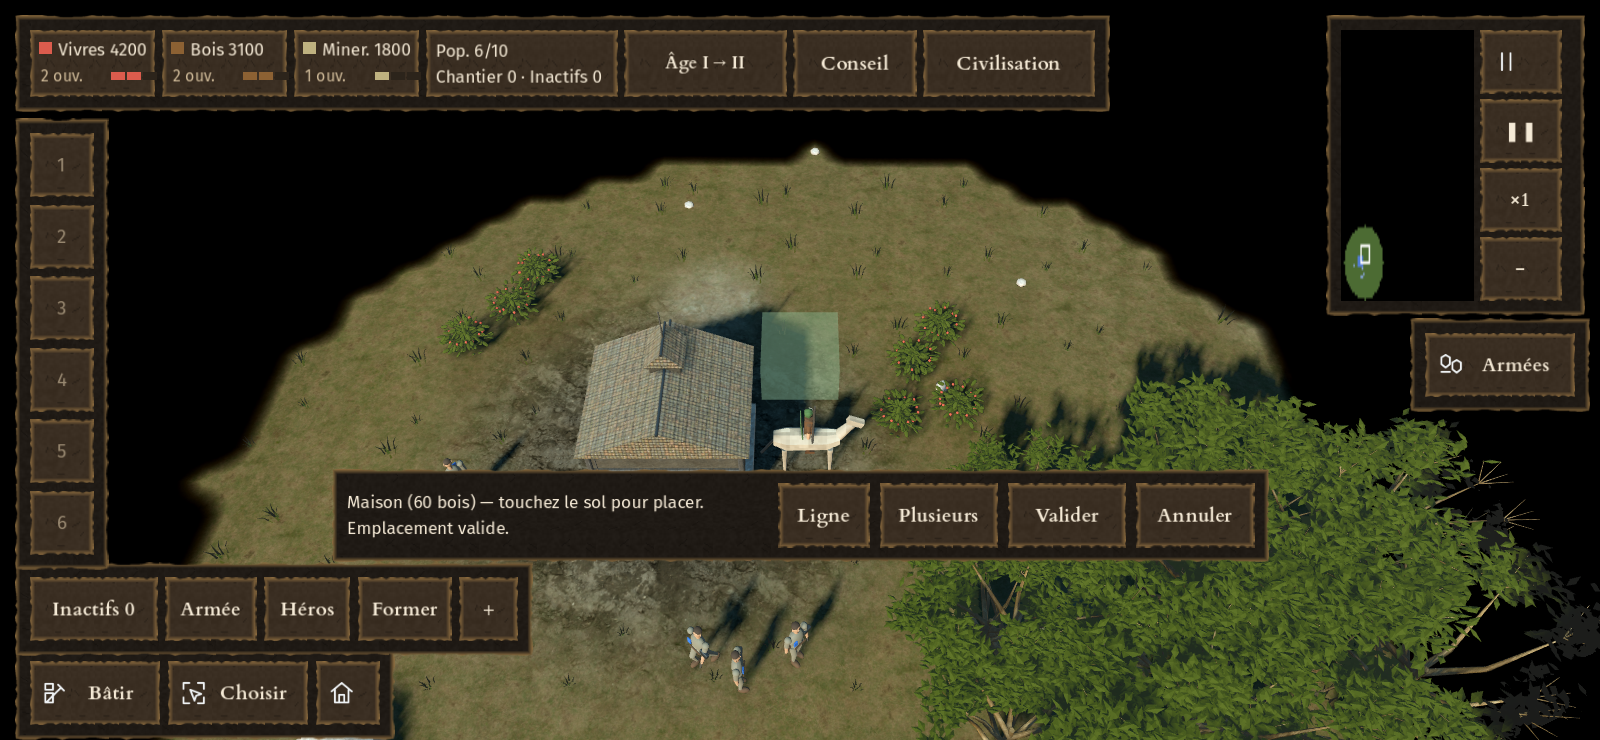 Vivres 4200
2 ouv.
Bois 3100
2 ouv.
Miner. 1800
1 ouv.
Pop. 6/10
Chantier 0 · Inactifs 0
Âge I → II
Conseil
Civilisation
×1
–
Armées
1
2
3
4
5
6
Maison (60 bois) — touchez le sol pour placer.
Emplacement valide.
Ligne
Plusieurs
Valider
Annuler
Inactifs 0
Armée
Héros
Former
+
Bâtir
Choisir